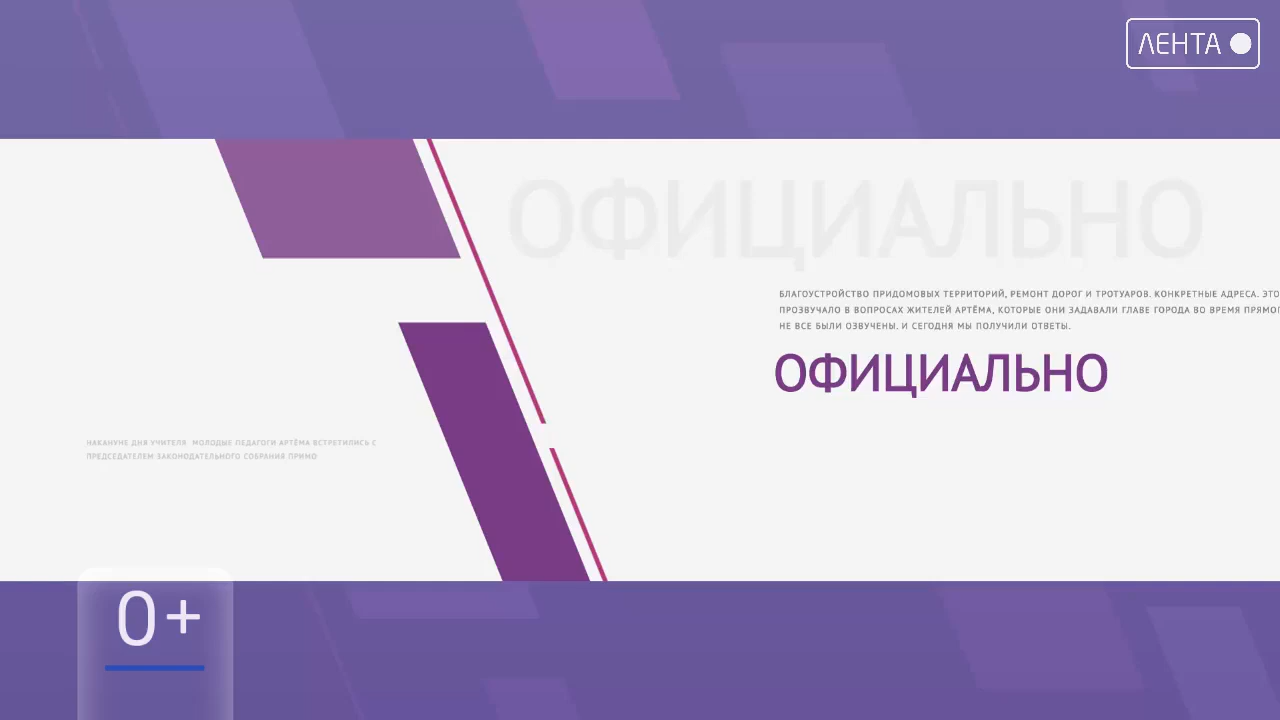 ЛЕНТА
ОФИЦИАЛЬНО
БЛАГОУСТРОЙСТВО ПРИДОМОВЫХ ТЕРРИТОРИЙ, РЕМОНТ ДОРОГ И ТРОТУАРОВ. КОНКРЕТНЫЕ АДРЕСА. ЭТО
ПРОЗВУЧАЛО В ВОПРОСАХ ЖИТЕЛЕЙ АРТЁМА, КОТОРЫЕ ОНИ ЗАДАВАЛИ ГЛАВЕ ГОРОДА ВО ВРЕМЯ ПРЯМОГ
НЕ ВСЕ БЫЛИ ОЗВУЧЕНЫ. И СЕГОДНЯ МЫ ПОЛУЧИЛИ ОТВЕТЫ.
ОФИЦИАЛЬНО
НАКАНУНЕ ДНЯ УЧИТЕЛЯ МОЛОДЫЕ ПЕДАГОГИ АРТЁМА ВСТРЕТИЛИСЬ С
ПРЕДСЕДАТЕЛЕМ ЗАКОНОДАТЕЛЬНОГО СОБРАНИЯ ПРИМО
0+